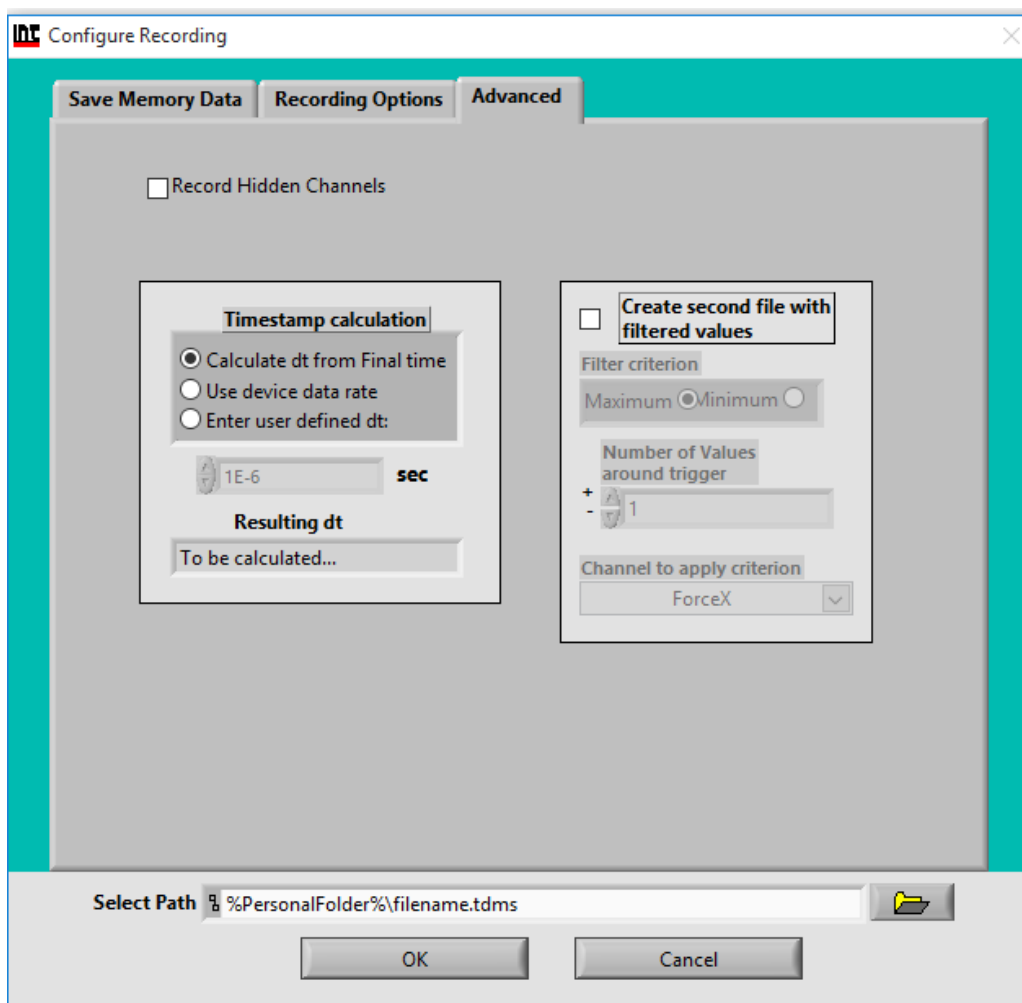 Configure Recording
Save Memory Data
Recording Options
Advanced
Record Hidden Channels
Timestamp calculation
Calculate dt from Final time
Use device data rate
Enter user defined dt:
1E-6
sec
Resulting dt
To be calculated...
Create second file with
filtered values
Filter criterion
Maximum
Minimum
Number of Values
around trigger
+
-
1
Channel to apply criterion
ForceX
Select Path
%PersonalFolder%\filename.tdms
OK
Cancel